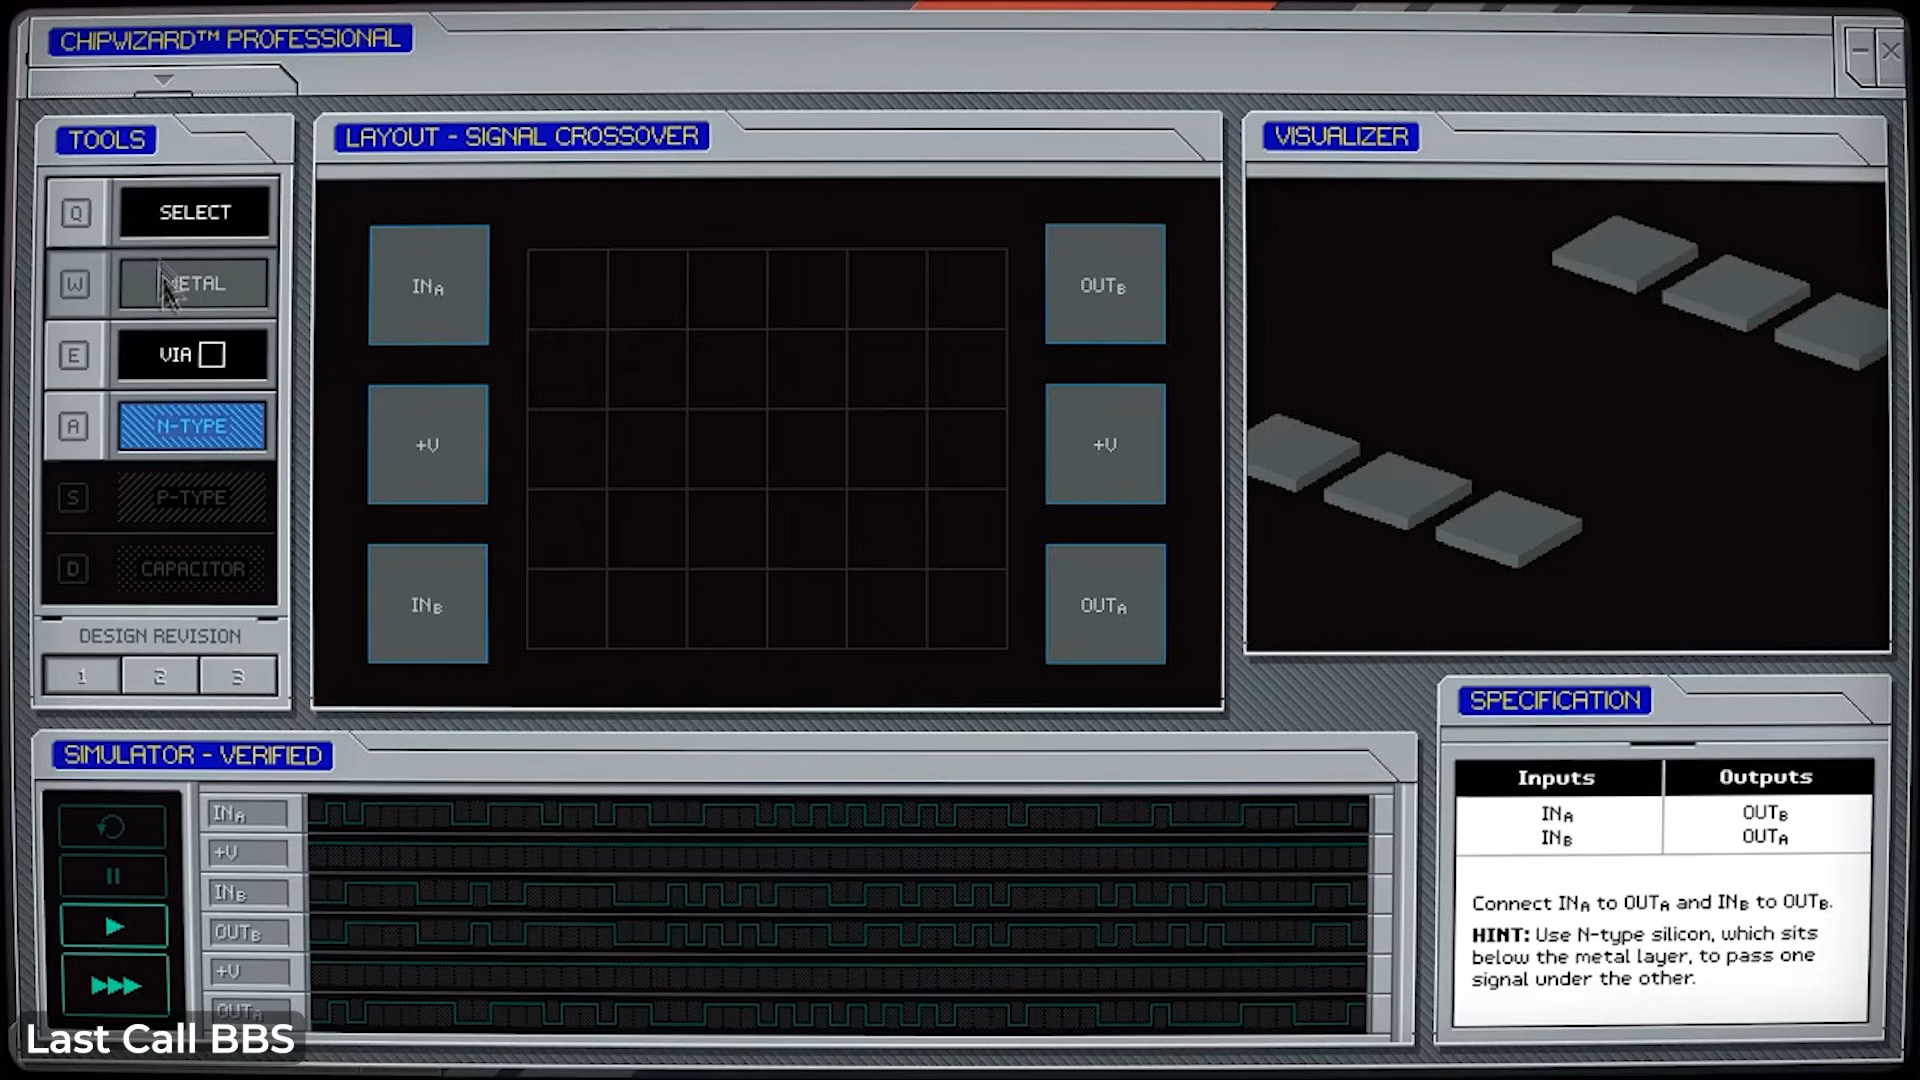 CHIPWIZARD™ PROFESSIONAL
TOOLS
Q
SELECT
W
METAL
E
VIA
A
N-TYPE
S
P-TYPE
D
CAPACITOR
DESIGN REVISION
1 2 3
LAYOUT - SIGNAL CROSSOVER
INA
OUTB
+V
+V
INB
OUTA
VISUALIZER
SIMULATOR - VERIFIED
INA
+V
INB
OUTB
+V
OUTA
SPECIFICATION
Inputs Outputs
INA OUTB
INB OUTA
Connect INA to OUTA and INB to OUTB.
HINT: Use N-type silicon, which sits
below the metal layer, to pass one
signal under the other.
Last Call BBS